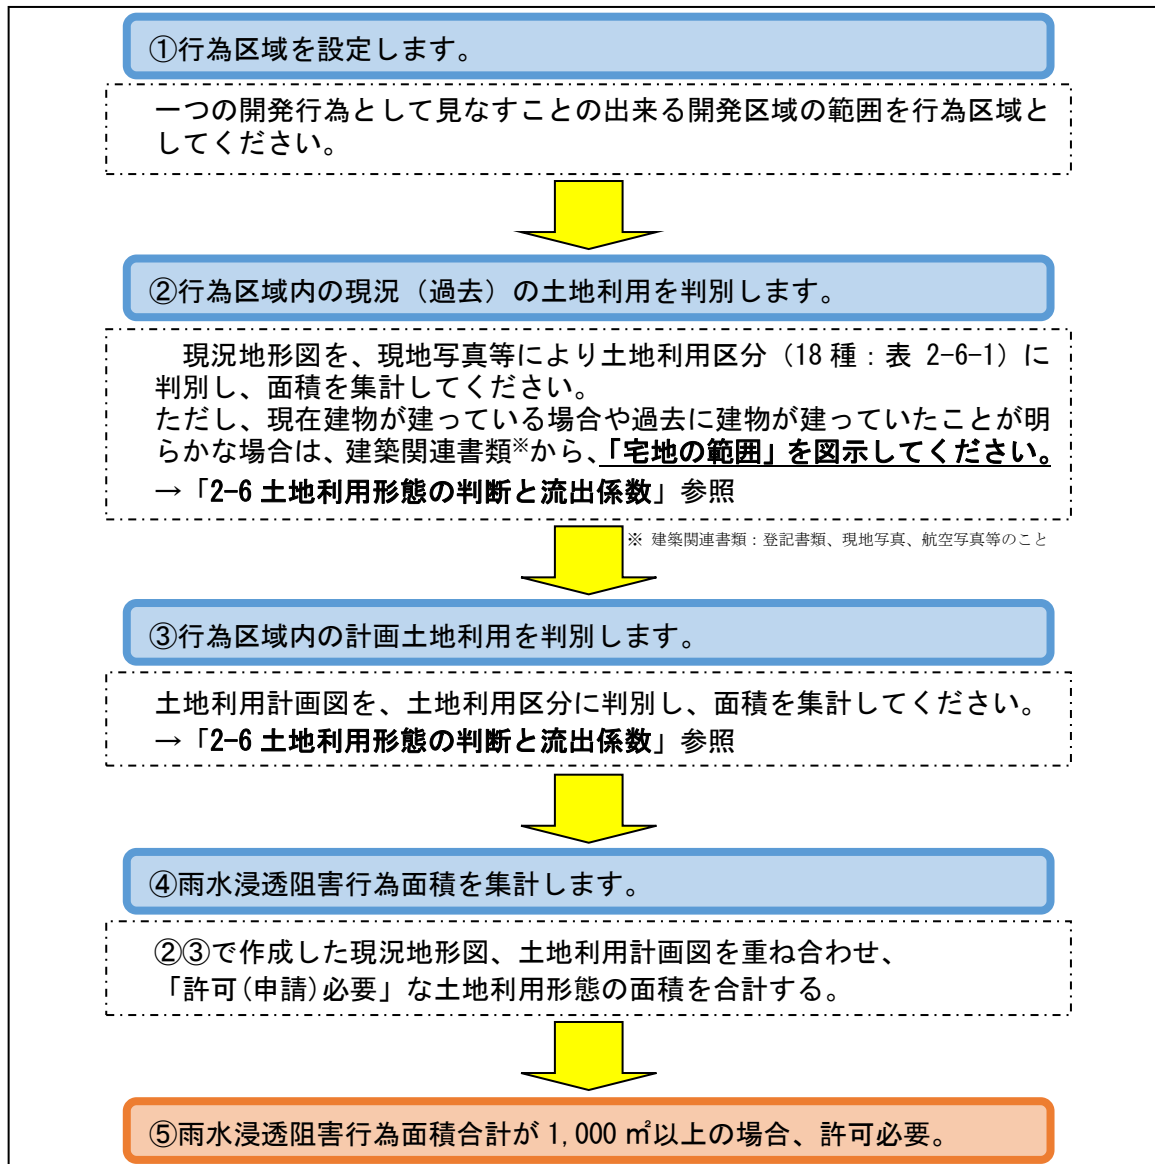 ①行為区域を設定します。
一つの開発行為として見なすことの出来る開発区域の範囲を行為区域と
してください。
②行為区域内の現況（過去）の土地利用を判別します。
現況地形図を、現地写真等により土地利用区分（18種：表 2-6-1）に
判別し、面積を集計してください。
ただし、現在建物が建っている場合や過去に建物が建っていたことが明
らかな場合は、建築関連書類※から、「宅地の範囲」を図示してください。
→「2-6 土地利用形態の判断と流出係数」参照
※ 建築関連書類：登記書類、現地写真、航空写真等のこと
③行為区域内の計画土地利用を判別します。
土地利用計画図を、土地利用区分に判別し、面積を集計してください。
→「2-6 土地利用形態の判断と流出係数」参照
④雨水浸透阻害行為面積を集計します。
②③で作成した現況地形図、土地利用計画図を重ね合わせ、
「許可(申請)必要」な土地利用形態の面積を合計する。
⑤雨水浸透阻害行為面積合計が 1,000 ㎡以上の場合、許可必要。